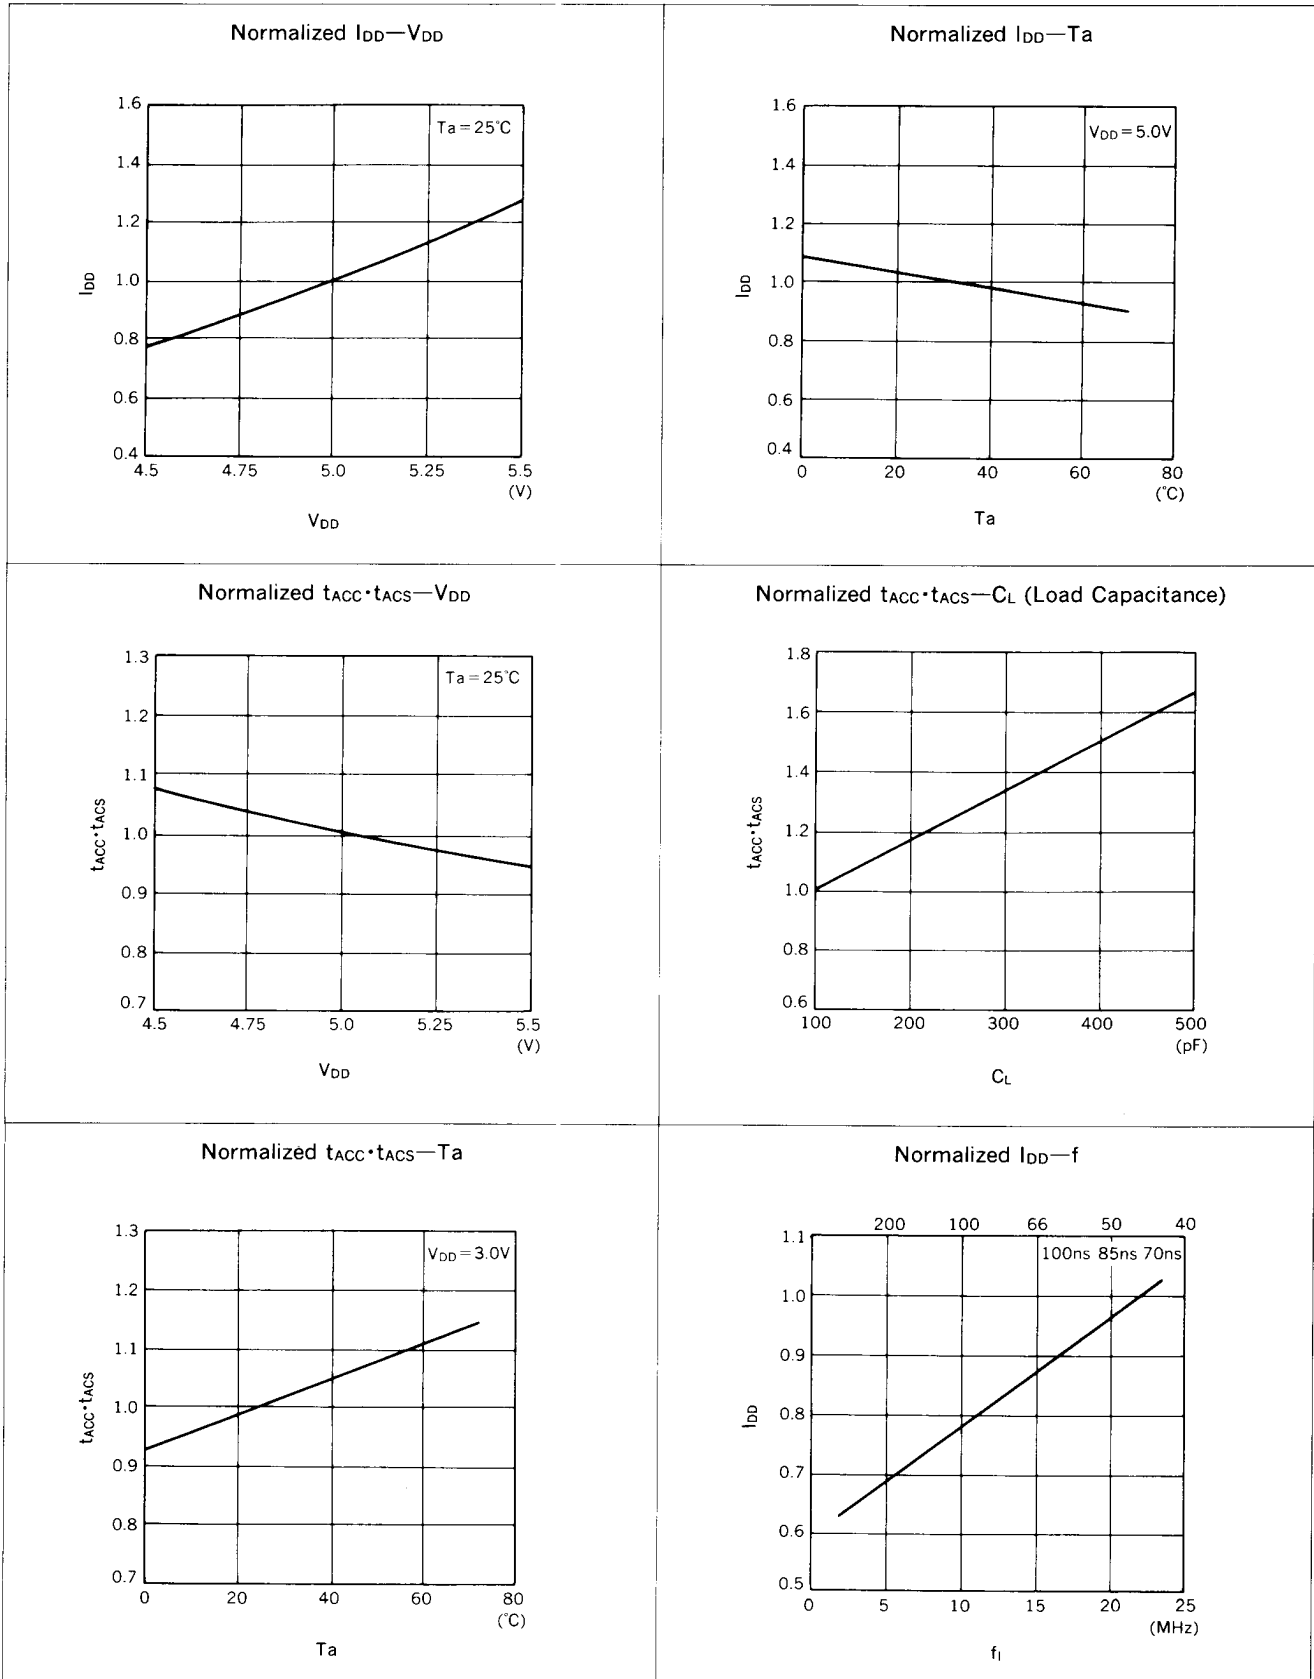 Normalized IDD—VDD
1.6
1.4
1.2
1.0
0.8
0.6
0.4
IDD
Ta=25°C
4.5 4.75 5.0 5.25 5.5
(V)
VDD
Normalized IDD—Ta
1.6
1.4
1.2
1.0
0.8
0.6
0.4
IDD
VDD=5.0V
0 20 40 60 80
(°C)
Ta
Normalized tACC·tACS—VDD
1.3
1.2
1.1
1.0
0.9
0.8
0.7
tACC·tACS
Ta=25°C
4.5 4.75 5.0 5.25 5.5
(V)
VDD
Normalized tACC·tACS—CL (Load Capacitance)
1.8
1.6
1.4
1.2
1.0
0.8
0.6
tACC·tACS
100 200 300 400 500
(pF)
CL
Normalized tACC·tACS—Ta
1.3
1.2
1.1
1.0
0.9
0.8
0.7
tACC·tACS
VDD=3.0V
0 20 40 60 80
(°C)
Ta
Normalized IDD—f
200 100 66 50 40
1.1
1.0
0.9
0.8
0.7
0.6
0.5
IDD
100ns 85ns 70ns
0 5 10 15 20 25
(MHz)
fI